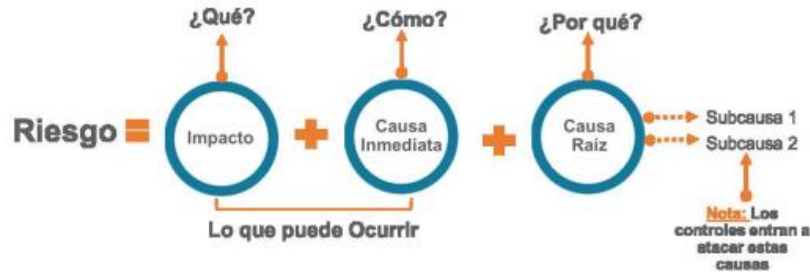 ¿Qué?
¿Cómo?
¿Por qué?
Riesgo =
Impacto
+
Causa
Inmediata
+
Causa
Raíz
Subcausa 1
Subcausa 2
Lo que puede Ocurrir
Nota: Los
controles entran a
atacar estas
causas